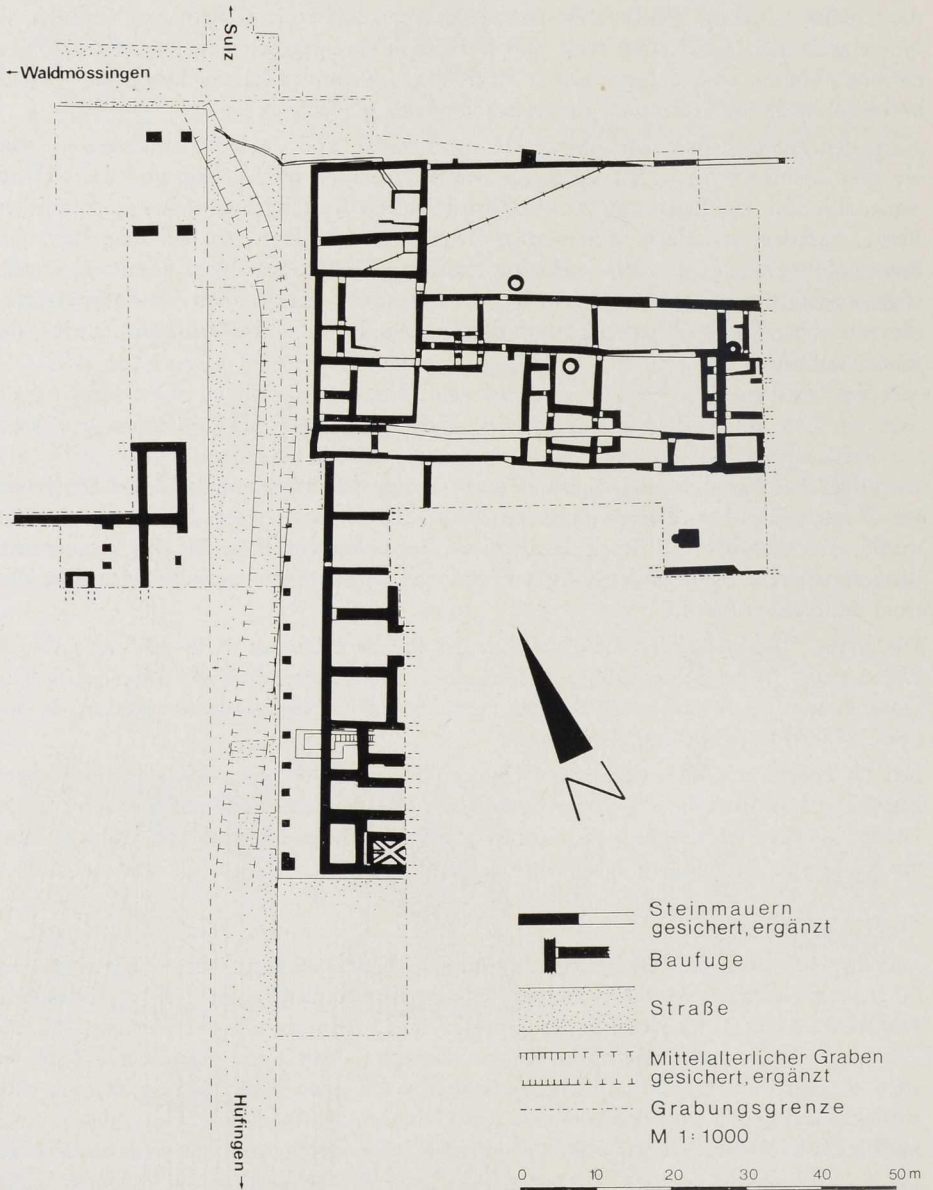 ← Sulz
← Waldmössingen
Steinmauern
gesichert, ergänzt
Baufuge
Straße
Mittelalterlicher Graben
gesichert, ergänzt
Grabungsgrenze
M 1:1000
Hüfingen →
0 10 20 30 40 50 m
N